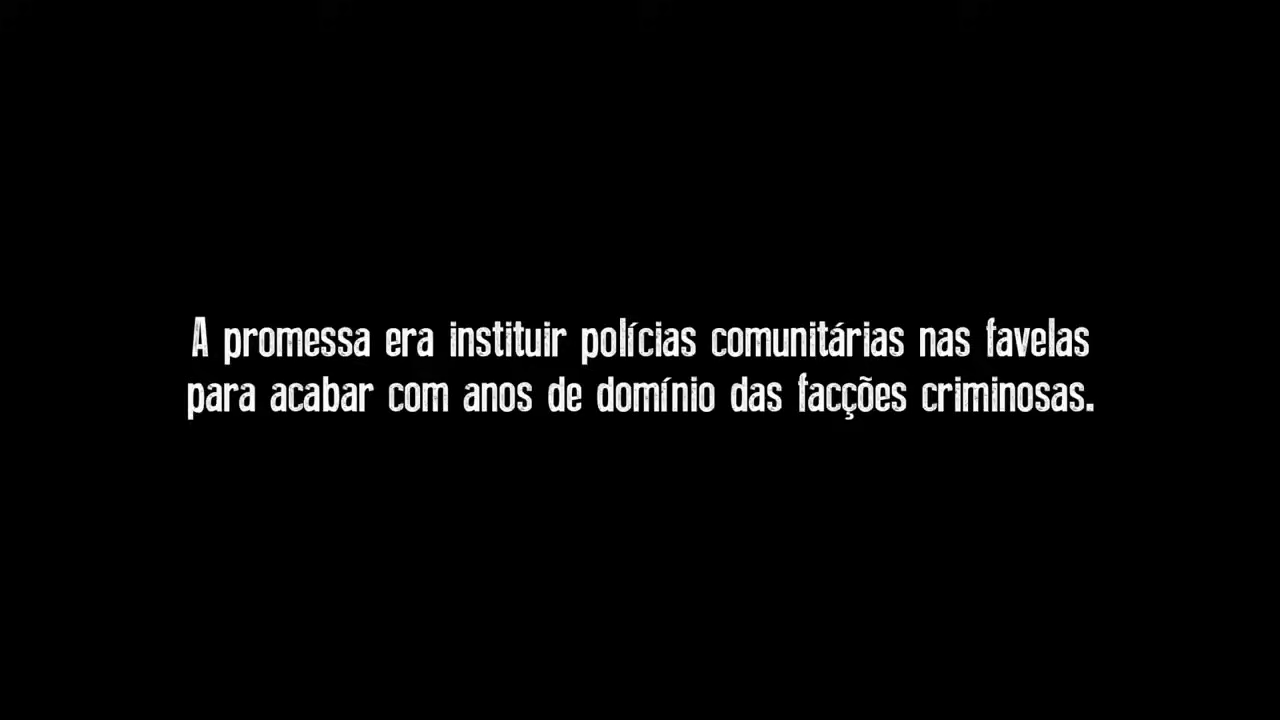 A promessa era instituir polícias comunitárias nas favelas
para acabar com anos de domínio das facções criminosas.